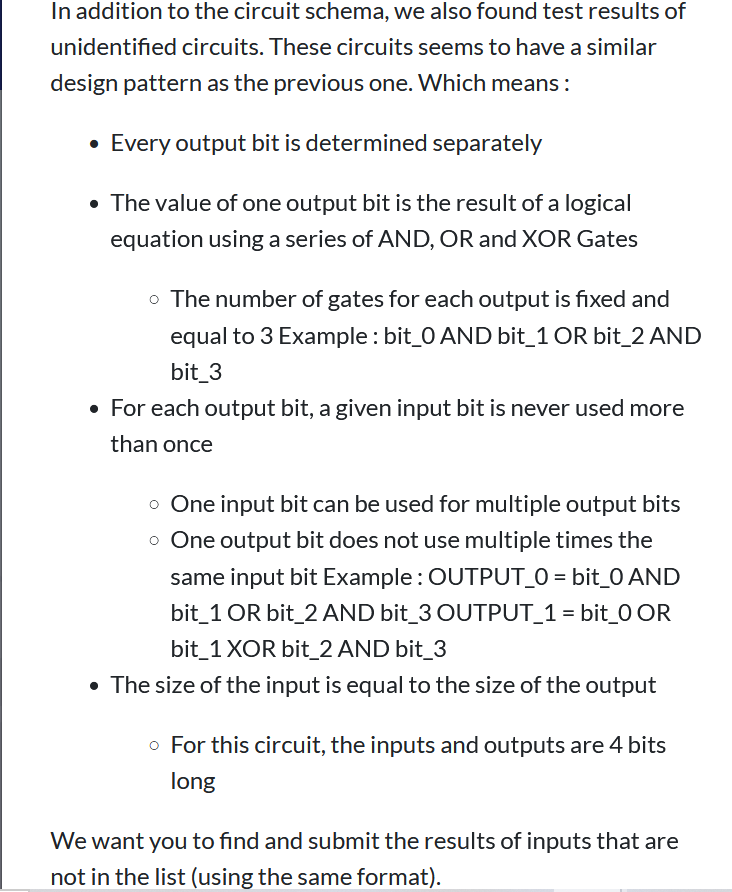 In addition to the circuit schema, we also found test results of
unidentified circuits. These circuits seems to have a similar
design pattern as the previous one. Which means :
• Every output bit is determined separately
• The value of one output bit is the result of a logical
equation using a series of AND, OR and XOR Gates
◦ The number of gates for each output is fixed and
equal to 3 Example : bit_0 AND bit_1 OR bit_2 AND
bit_3
• For each output bit, a given input bit is never used more
than once
◦ One input bit can be used for multiple output bits
◦ One output bit does not use multiple times the
same input bit Example : OUTPUT_0 = bit_0 AND
bit_1 OR bit_2 AND bit_3 OUTPUT_1 = bit_0 OR
bit_1 XOR bit_2 AND bit_3
• The size of the input is equal to the size of the output
◦ For this circuit, the inputs and outputs are 4 bits
long
We want you to find and submit the results of inputs that are
not in the list (using the same format).